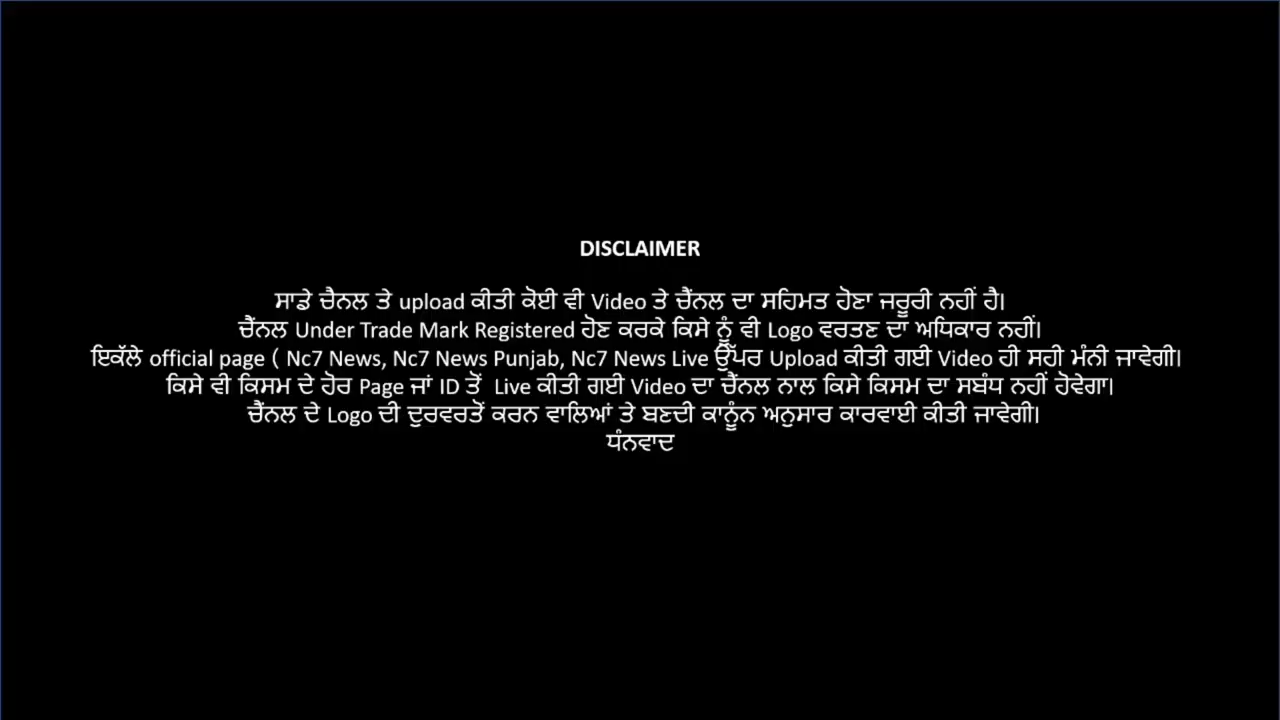 DISCLAIMER
ਸਾਡੇ ਚੈਨਲ ਤੇ upload ਕੀਤੀ ਕੋਈ ਵੀ Video ਤੇ ਚੈੱਨਲ ਦਾ ਸਹਿਮਤ ਹੋਣਾ ਜਰੂਰੀ ਨਹੀਂ ਹੈ।
ਚੈੱਨਲ Under Trade Mark Registered ਹੋਣ ਕਰਕੇ ਕਿਸੇ ਨੂੰ ਵੀ Logo ਵਰਤਣ ਦਾ ਅਧਿਕਾਰ ਨਹੀਂ।
ਇਕੱਲੇ official page ( Nc7 News, Nc7 News Punjab, Nc7 News Live ਉੱਪਰ Upload ਕੀਤੀ ਗਈ Video ਹੀ ਸਹੀ ਮੰਨੀ ਜਾਵੇਗੀ।
ਕਿਸੇ ਵੀ ਕਿਸਮ ਦੇ ਹੋਰ Page ਜਾਂ ID ਤੋਂ Live ਕੀਤੀ ਗਈ Video ਦਾ ਚੈੱਨਲ ਨਾਲ ਕਿਸੇ ਕਿਸਮ ਦਾ ਸਬੰਧ ਨਹੀਂ ਹੋਵੇਗਾ।
ਚੈੱਨਲ ਦੇ Logo ਦੀ ਦੁਰਵਰਤੋਂ ਕਰਨ ਵਾਲਿਆਂ ਤੇ ਬਣਦੀ ਕਾਨੂੰਨ ਅਨੁਸਾਰ ਕਾਰਵਾਈ ਕੀਤੀ ਜਾਵੇਗੀ।
ਧੰਨਵਾਦ